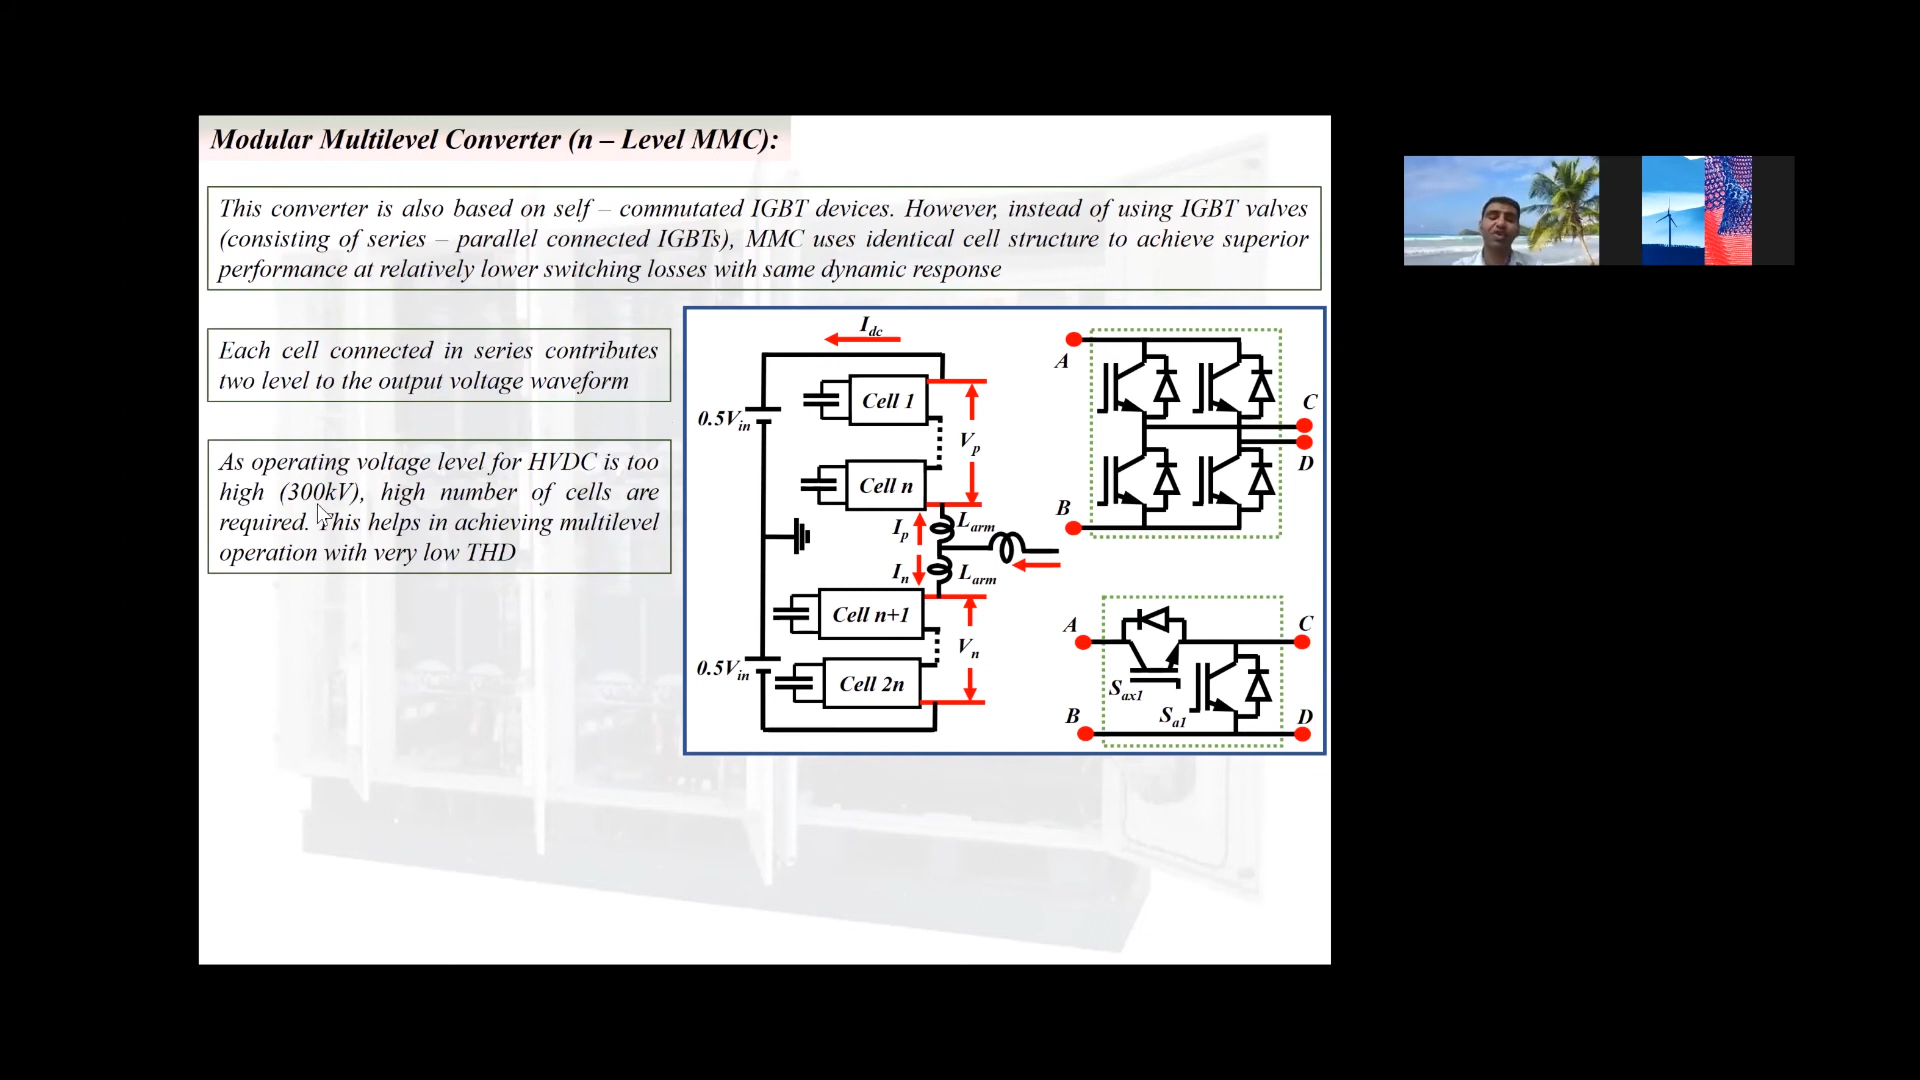 Modular Multilevel Converter (n – Level MMC):
This converter is also based on self – commutated IGBT devices. However, instead of using IGBT valves
(consisting of series – parallel connected IGBTs), MMC uses identical cell structure to achieve superior
performance at relatively lower switching losses with same dynamic response
Each cell connected in series contributes
two level to the output voltage waveform
As operating voltage level for HVDC is too
high (300kV), high number of cells are
required. This helps in achieving multilevel
operation with very low THD
Idc
Cell 1
0.5Vin
Vp
Cell n
Ip
Larm
In
Larm
Cell n+1
Vn
0.5Vin
Cell 2n
A
C
D
B
A
C
Sax1
Sa1
B
D